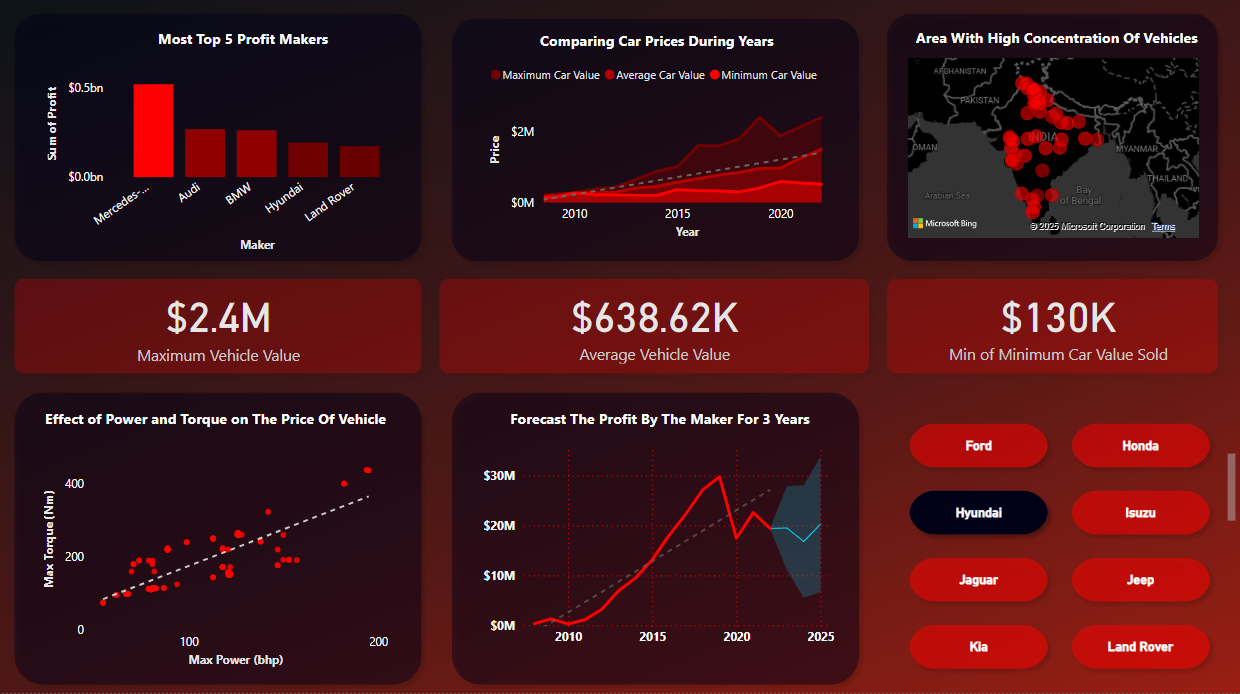 Most Top 5 Profit Makers
Sum of Profit
$0.5bn
$0.0bn
Mercedes-...
Audi
BMW
Hyundai
Land Rover
Maker
Comparing Car Prices During Years
Maximum Car Value Average Car Value Minimum Car Value
Price
$2M
$0M
2010 2015 2020
Year
Area With High Concentration Of Vehicles
AFGHANISTAN
PAKISTAN
OMAN
INDIA
MYANMAR
THAILAND
Arabian Sea
Bay
of Bengal
Microsoft Bing
© 2025 Microsoft Corporation Terms
$2.4M
Maximum Vehicle Value
$638.62K
Average Vehicle Value
$130K
Min of Minimum Car Value Sold
Effect of Power and Torque on The Price Of Vehicle
Max Torque (Nm)
400
200
0
100 200
Max Power (bhp)
Forecast The Profit By The Maker For 3 Years
$30M
$20M
$10M
$0M
2010 2015 2020 2025
Ford Honda
Hyundai Isuzu
Jaguar Jeep
Kia Land Rover